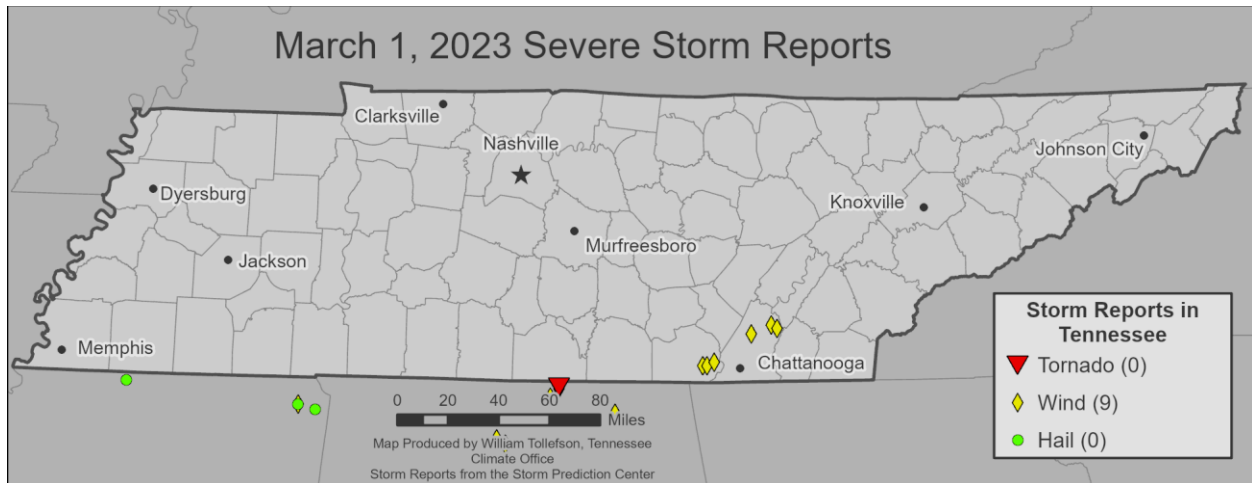 March 1, 2023 Severe Storm Reports
Clarksville
Nashville
Johnson City
Dyersburg
Knoxville
Murfreesboro
Jackson
Memphis
Chattanooga
Storm Reports in
Tennessee
Tornado (0)
Wind (9)
Hail (0)
0 20 40 60 80
Miles
Map Produced by William Tollefson, Tennessee
Climate Office
Storm Reports from the Storm Prediction Center